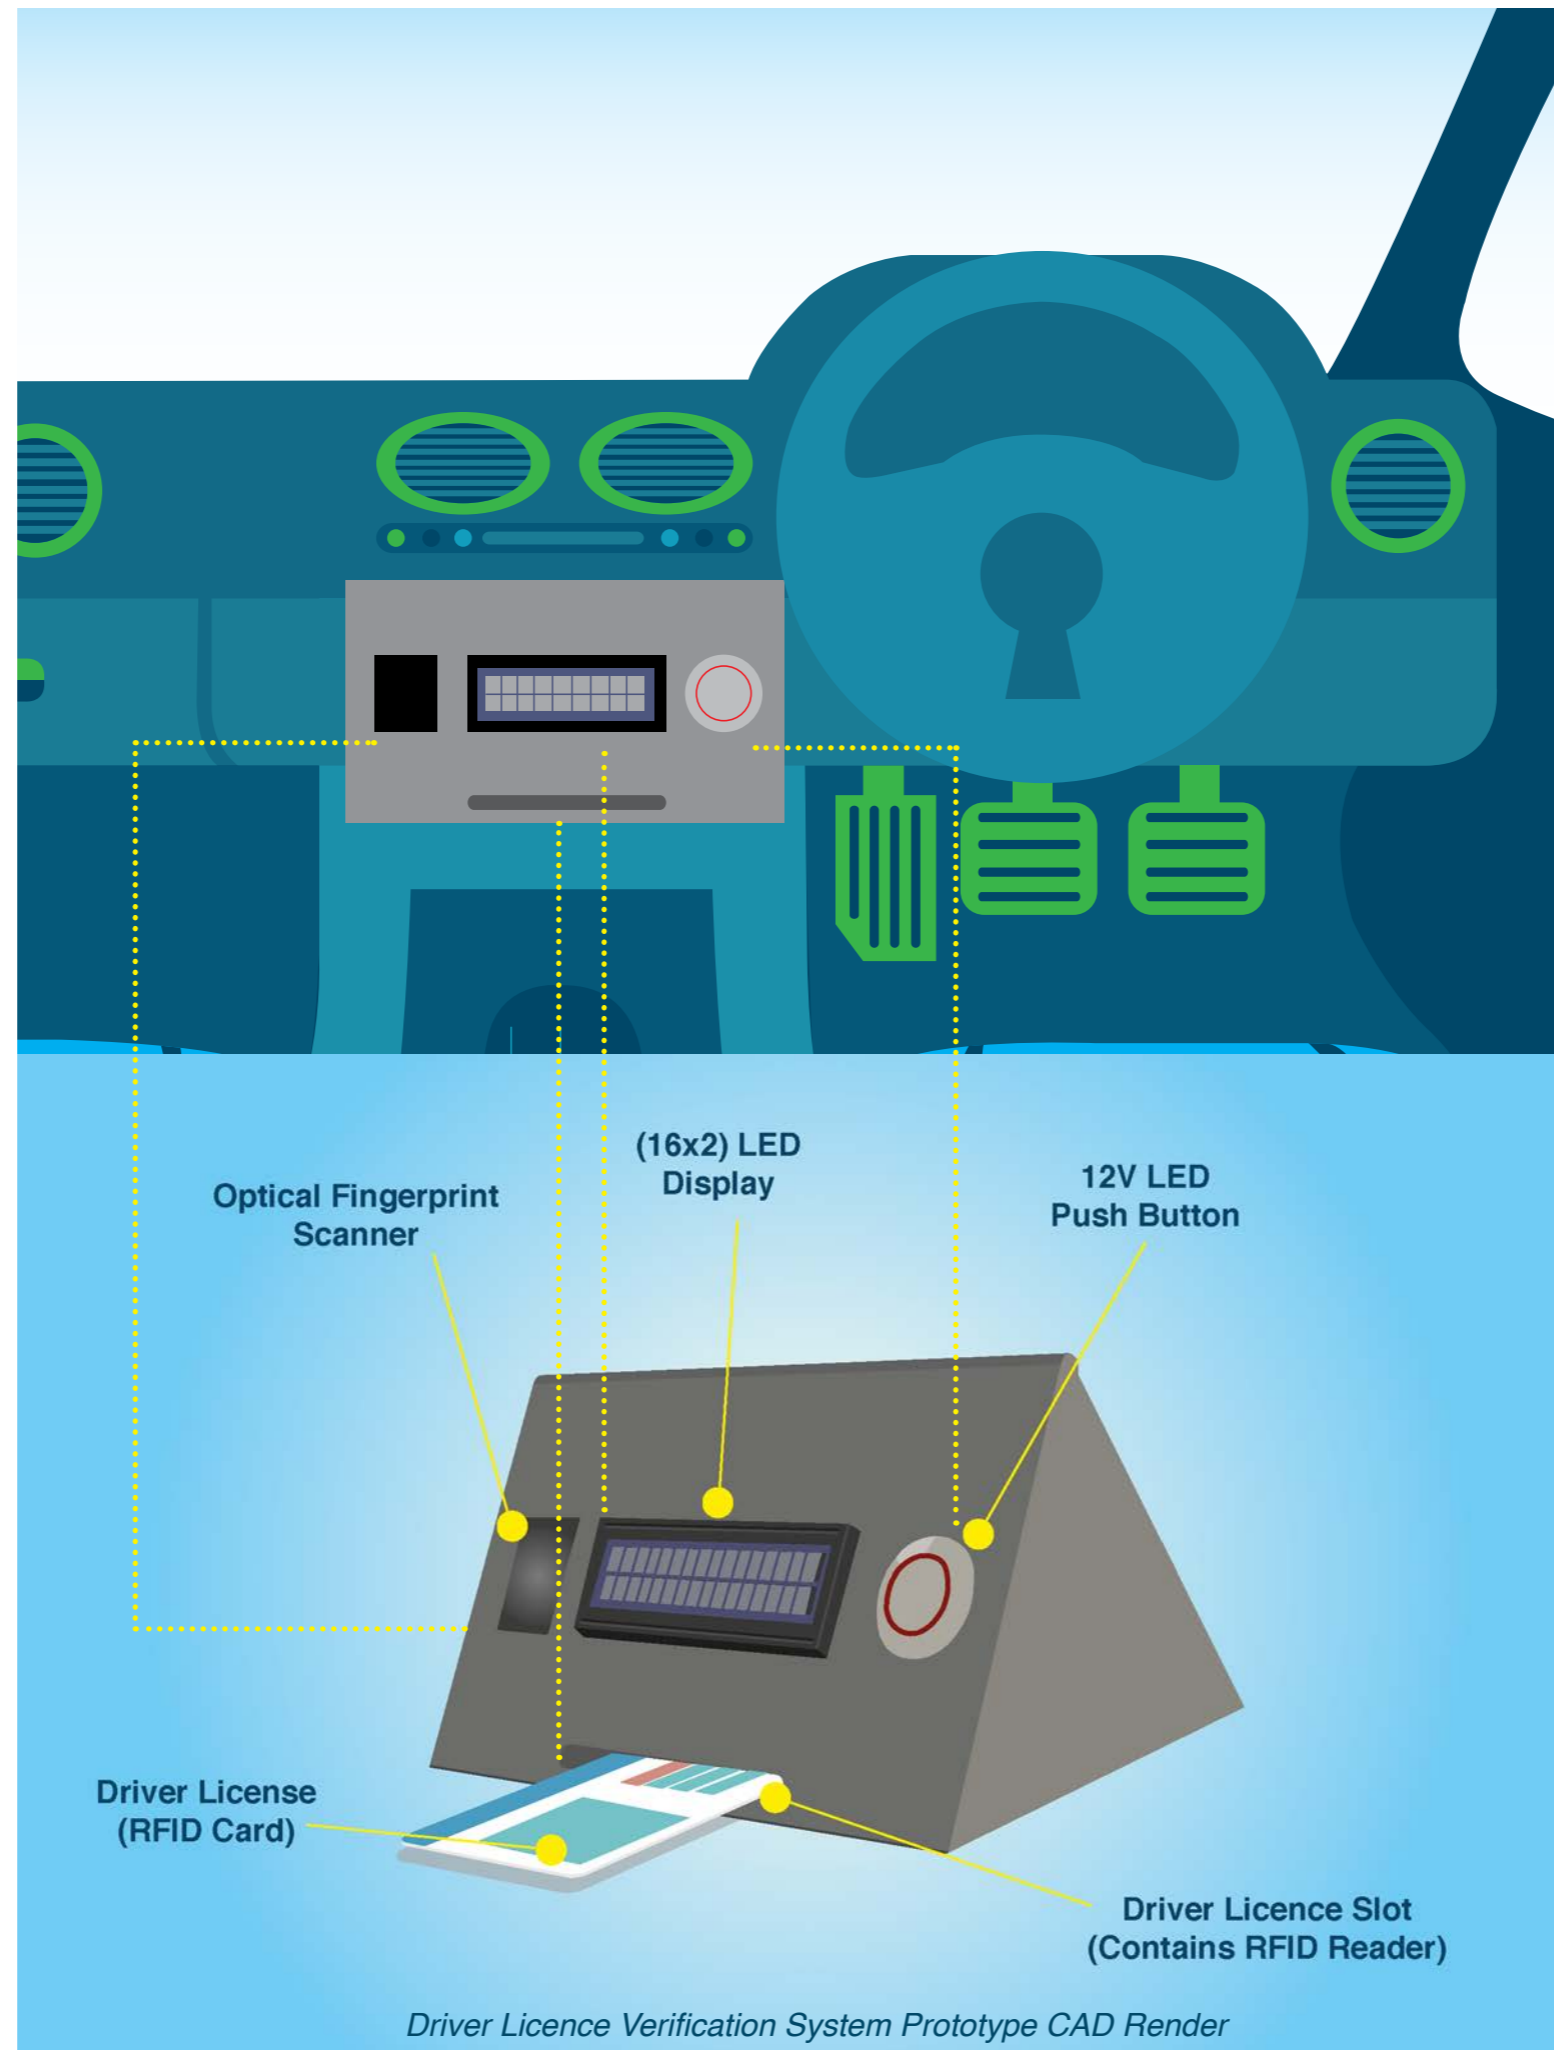 (16x2) LED
Display
Optical Fingerprint
Scanner
12V LED
Push Button
Driver License
(RFID Card)
Driver Licence Slot
(Contains RFID Reader)
Driver Licence Verification System Prototype CAD Render